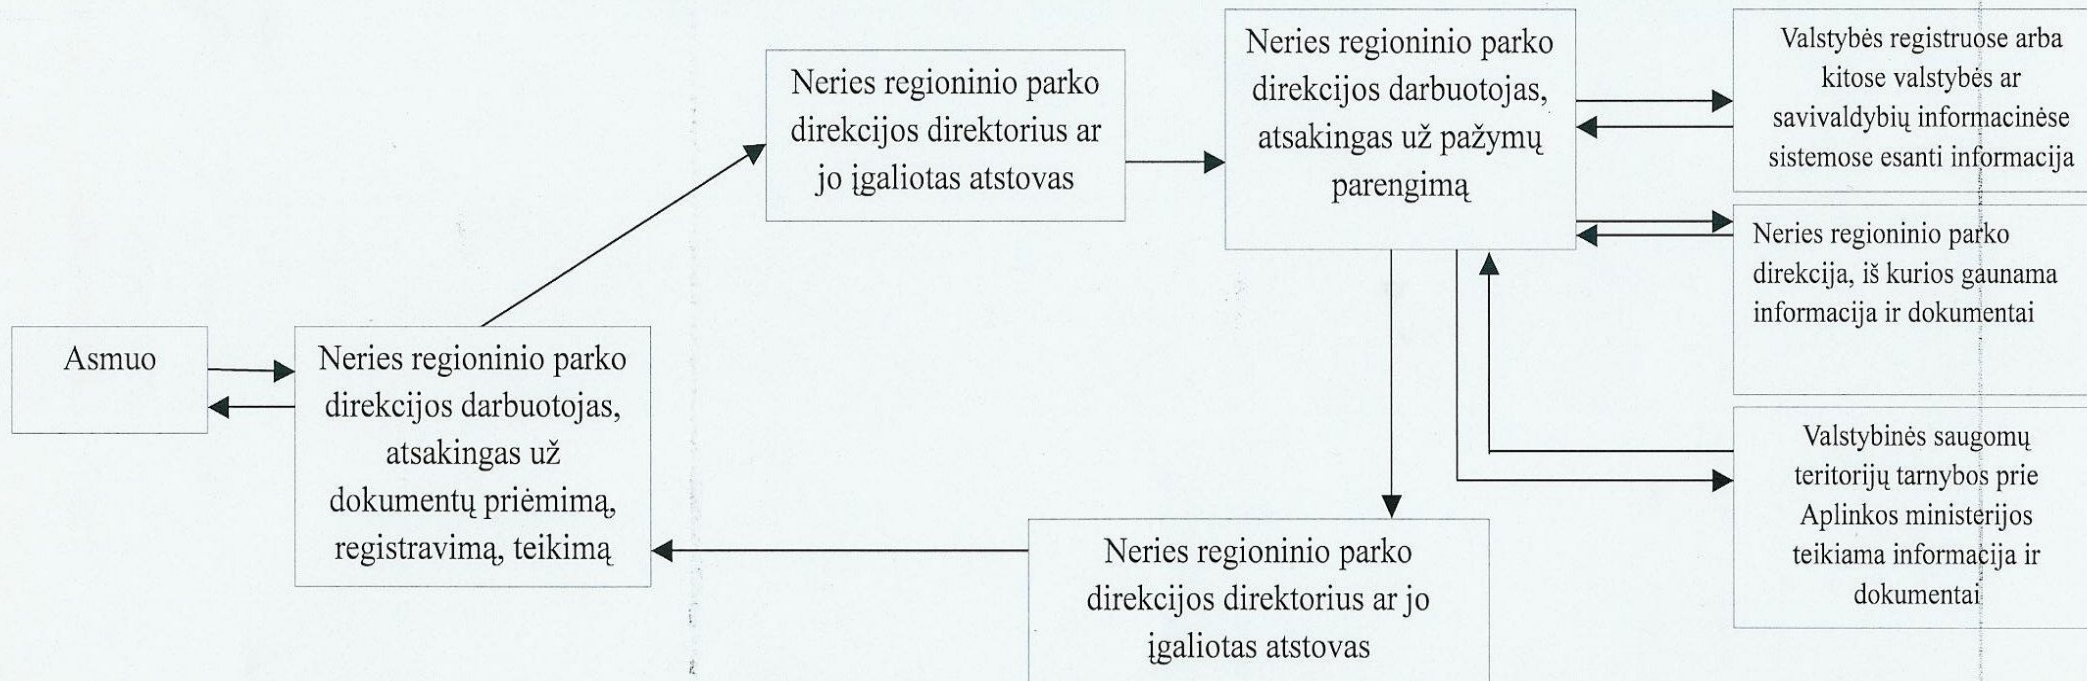 Asmuo
Neries regioninio parko
direkcijos darbuotojas,
atsakingas už
dokumentų priėmimą,
registravimą, teikimą
Neries regioninio parko
direkcijos direktorius ar
jo įgaliotas atstovas
Neries regioninio parko
direkcijos darbuotojas,
atsakingas už pažymų
parengimą
Valstybės registruose arba
kitose valstybės ar
savivaldybių informacinėse
sistemose esanti informacija
Neries regioninio parko
direkcija, iš kurios gaunama
informacija ir dokumentai
Valstybinės saugomų
teritorijų tarnybos prie
Aplinkos ministerijos
teikiama informacija ir
dokumentai
Neries regioninio parko
direkcijos direktorius ar jo
įgaliotas atstovas